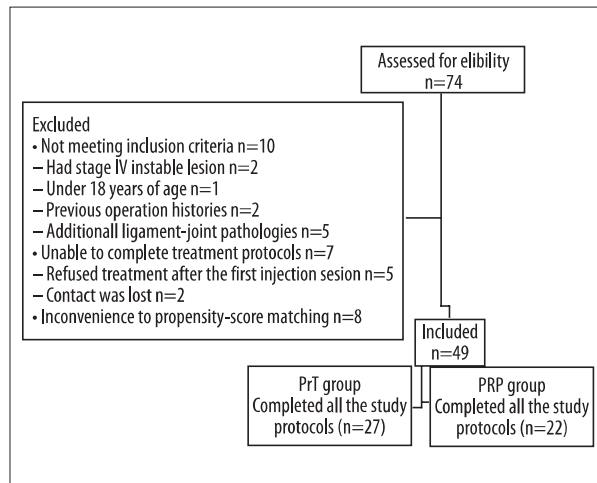 Assessed for elibility
n=74
Excluded
• Not meeting inclusion criteria n=10
– Had stage IV instable lesion n=2
– Under 18 years of age n=1
– Previous operation histories n=2
– Additionall ligament-joint pathologies n=5
• Unable to complete treatment protocols n=7
– Refused treatment after the first injection sesion n=5
– Contact was lost n=2
• Inconvenience to propensity-score matching n=8
Included
n=49
PrT group
Completed all the study
protocols (n=27)
PRP group
Completed all the study
protocols (n=22)